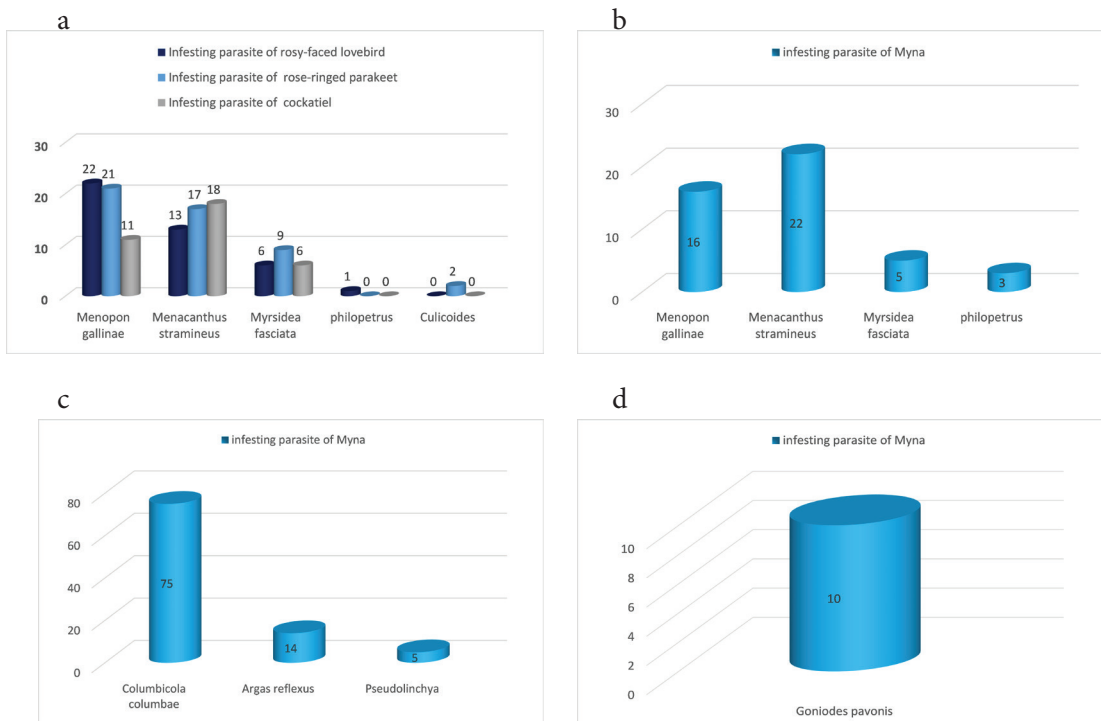 a
Infesting parasite of rosy-faced lovebird
Infesting parasite of rose-ringed parakeet
Infesting parasite of cockatiel
30
20
10
0
22
21
11
13
17
18
6
9
6
1
0
0
0
2
0
Menopon
gallinae
Menacanthus
stramineus
Myrsidea
fasciata
philopetrus
Culicoides
b
infesting parasite of Myna
30
20
10
0
16
22
5
3
Menopon
gallinae
Menacanthus
stramineus
Myrsidea
fasciata
philopetrus
c
infesting parasite of Myna
80
60
40
20
0
75
14
5
Columbicola
columbae
Argas reflexus
Pseudolinchya
d
infesting parasite of Myna
10
8
6
4
2
0
10
Goniodes pavonis